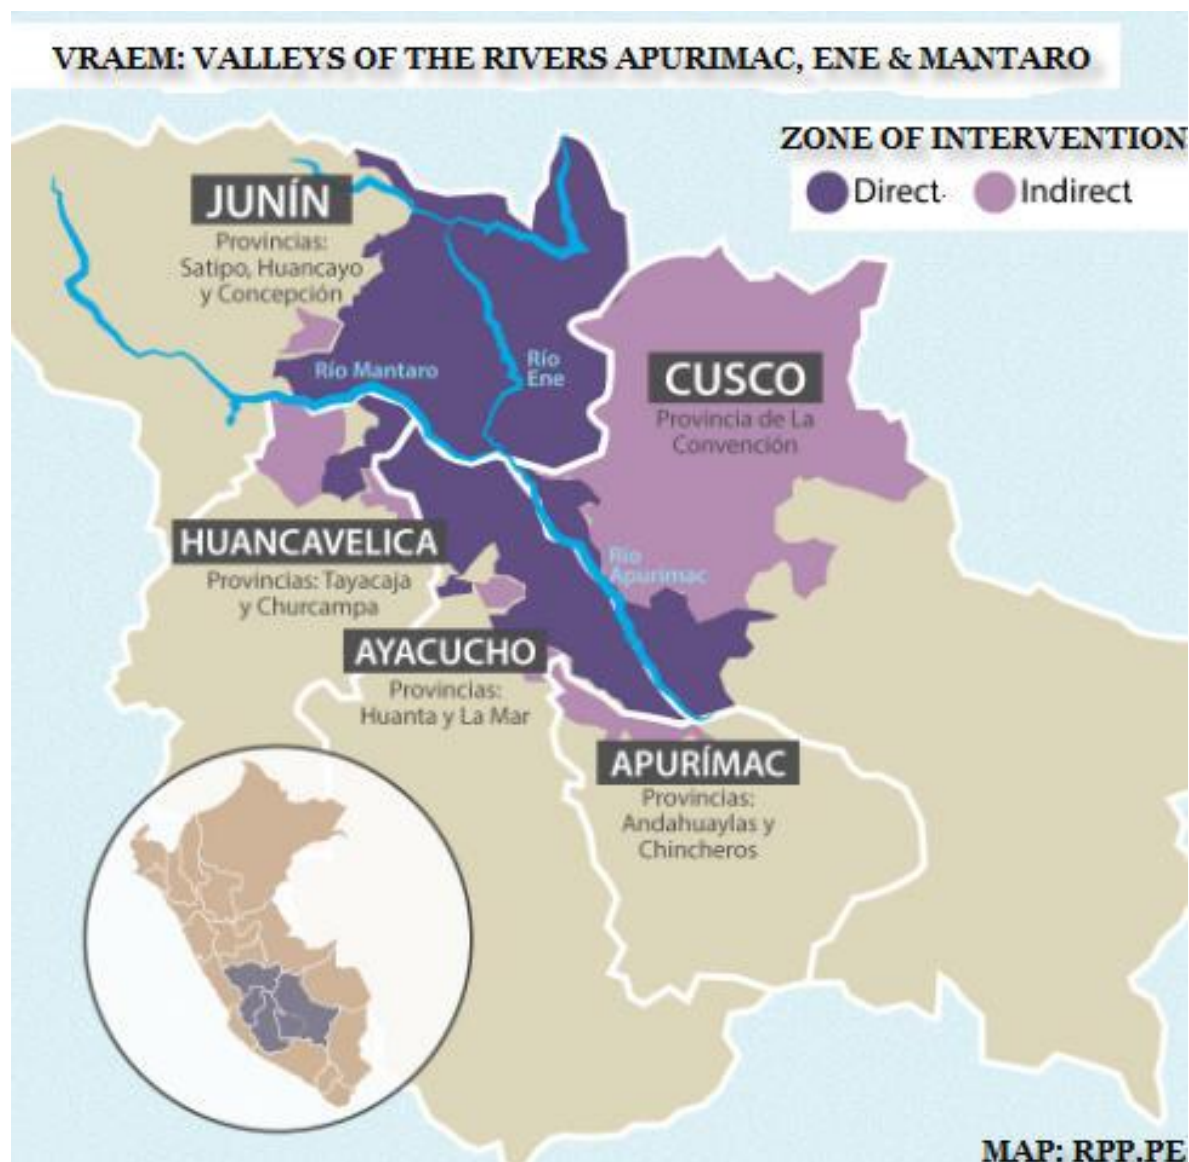 VRAEM: VALLEYS OF THE RIVERS APURIMAC, ENE & MANTARO
ZONE OF INTERVENTION
Direct
Indirect
JUNÍN
Provincias:
Satipo, Huancayo
y Concepción
Río Mantaro
Río
Ene
CUSCO
Provincia de La
Convención
HUANCAVELICA
Provincias: Tayacaja
y Churcampa
Río
Apurimac
AYACUCHO
Provincias:
Huanta y La Mar
APURÍMAC
Provincias:
Andahuaylas y
Chincheros
MAP: RPP.PE